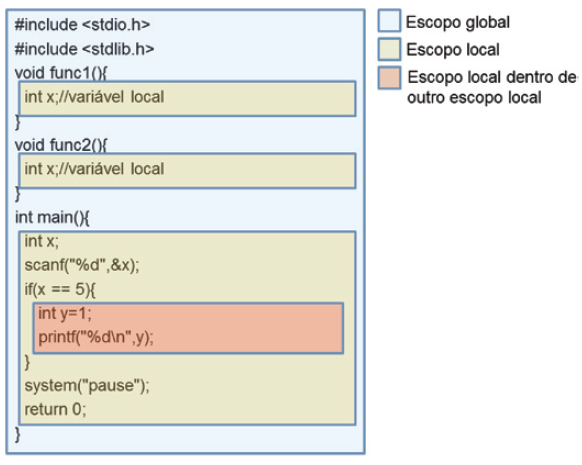 #include <stdio.h>
#include <stdlib.h>
void func1(){
int x;//variável local
}
void func2(){
int x;//variável local
}
int main(){
int x;
scanf("%d",&x);
if(x == 5){
int y=1;
printf("%d\n",y);
}
system("pause");
return 0;
}
Escopo global
Escopo local
Escopo local dentro de
outro escopo local